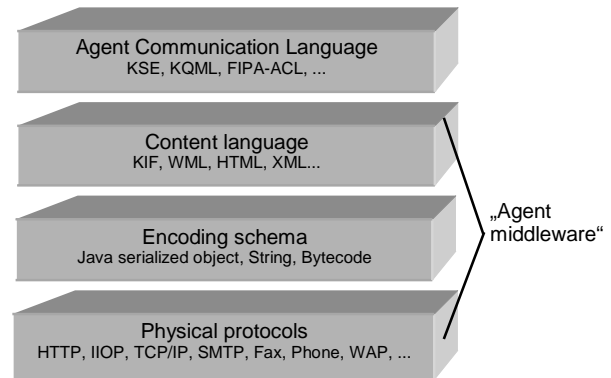 Agent Communication Language
KSE, KQML, FIPA-ACL, ...
Content language
KIF, WML, HTML, XML...
„Agent
middleware“
Encoding schema
Java serialized object, String, Bytecode
Physical protocols
HTTP, IIOP, TCP/IP, SMTP, Fax, Phone, WAP, ...